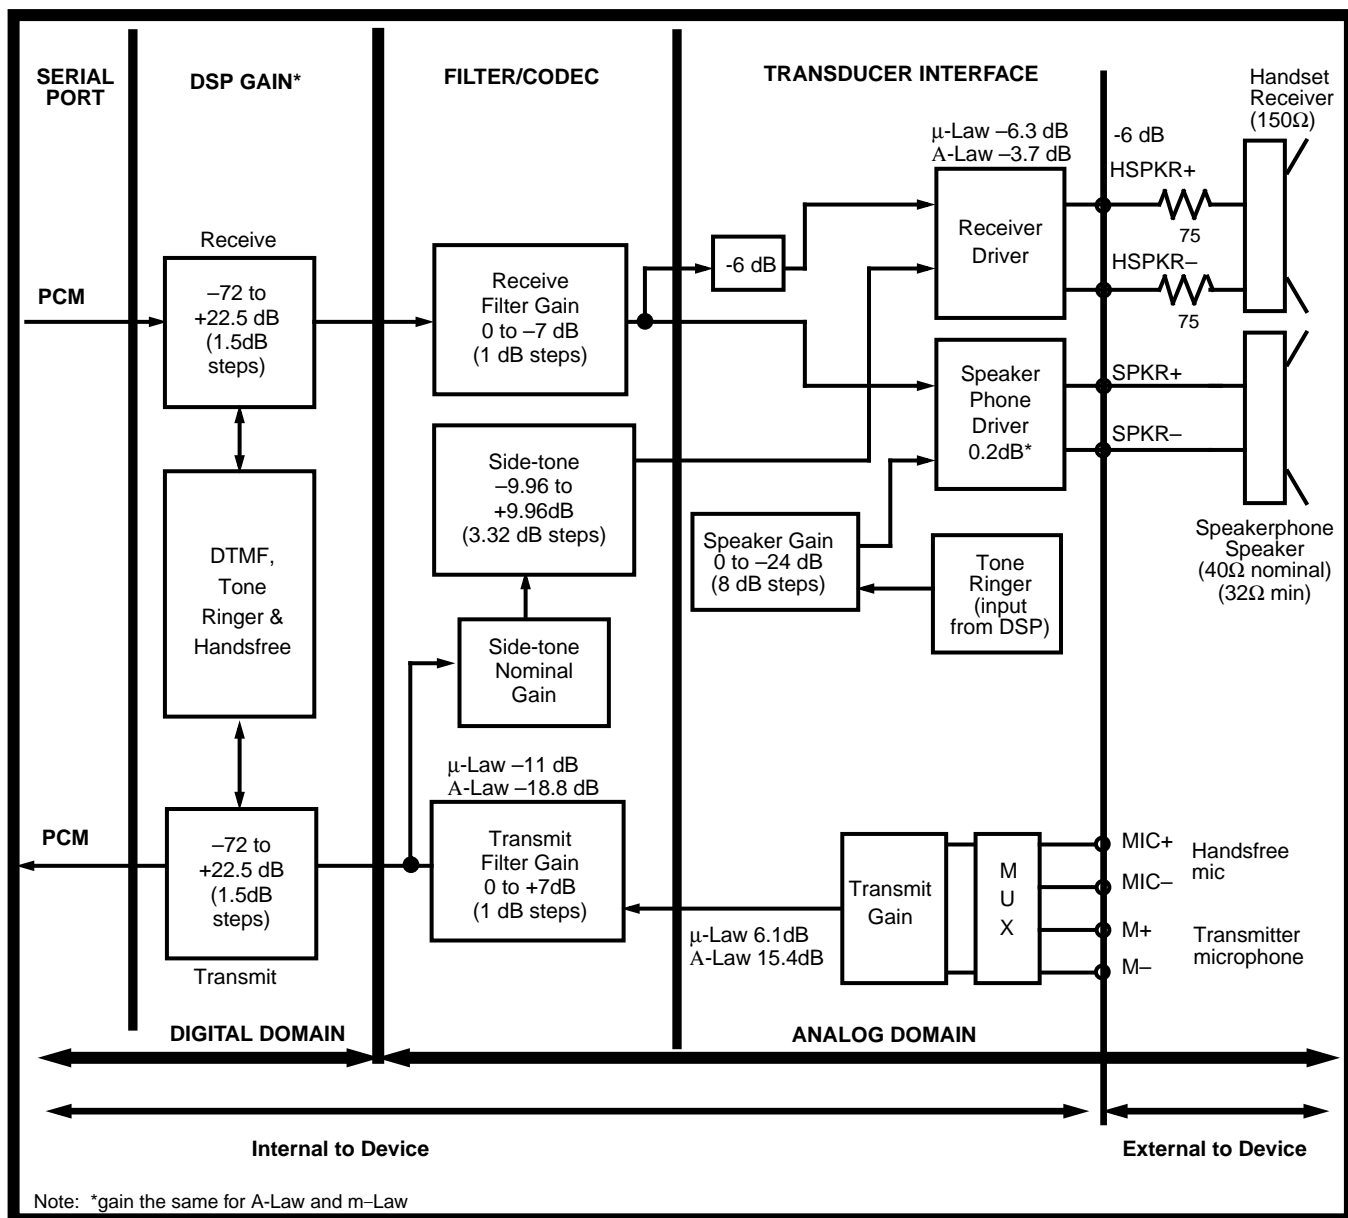 SERIAL
PORT
DSP GAIN*
FILTER/CODEC
TRANSDUCER INTERFACE
Handset
Receiver
(150Ω)
μ-Law –6.3 dB
A-Law –3.7 dB
-6 dB
HSPKR+
75
HSPKR–
75
Receiver
Driver
-6 dB
Receive
PCM
–72 to
+22.5 dB
(1.5dB
steps)
Receive
Filter Gain
0 to –7 dB
(1 dB steps)
Speaker
Phone
Driver
0.2dB*
SPKR+
SPKR–
Side-tone
–9.96 to
+9.96dB
(3.32 dB steps)
Speaker Gain
0 to –24 dB
(8 dB steps)
Tone
Ringer
(input
from DSP)
Speakerphone
Speaker
(40Ω nominal)
(32Ω min)
DTMF,
Tone
Ringer &
Handsfree
Side-tone
Nominal
Gain
μ-Law –11 dB
A-Law –18.8 dB
PCM
–72 to
+22.5 dB
(1.5dB
steps)
Transmit
Transmit
Filter Gain
0 to +7dB
(1 dB steps)
μ-Law 6.1dB
A-Law 15.4dB
Transmit
Gain
M
U
X
MIC+
MIC–
Handsfree
mic
M+
M–
Transmitter
microphone
DIGITAL DOMAIN
ANALOG DOMAIN
Internal to Device
External to Device
Note: *gain the same for A-Law and m–Law